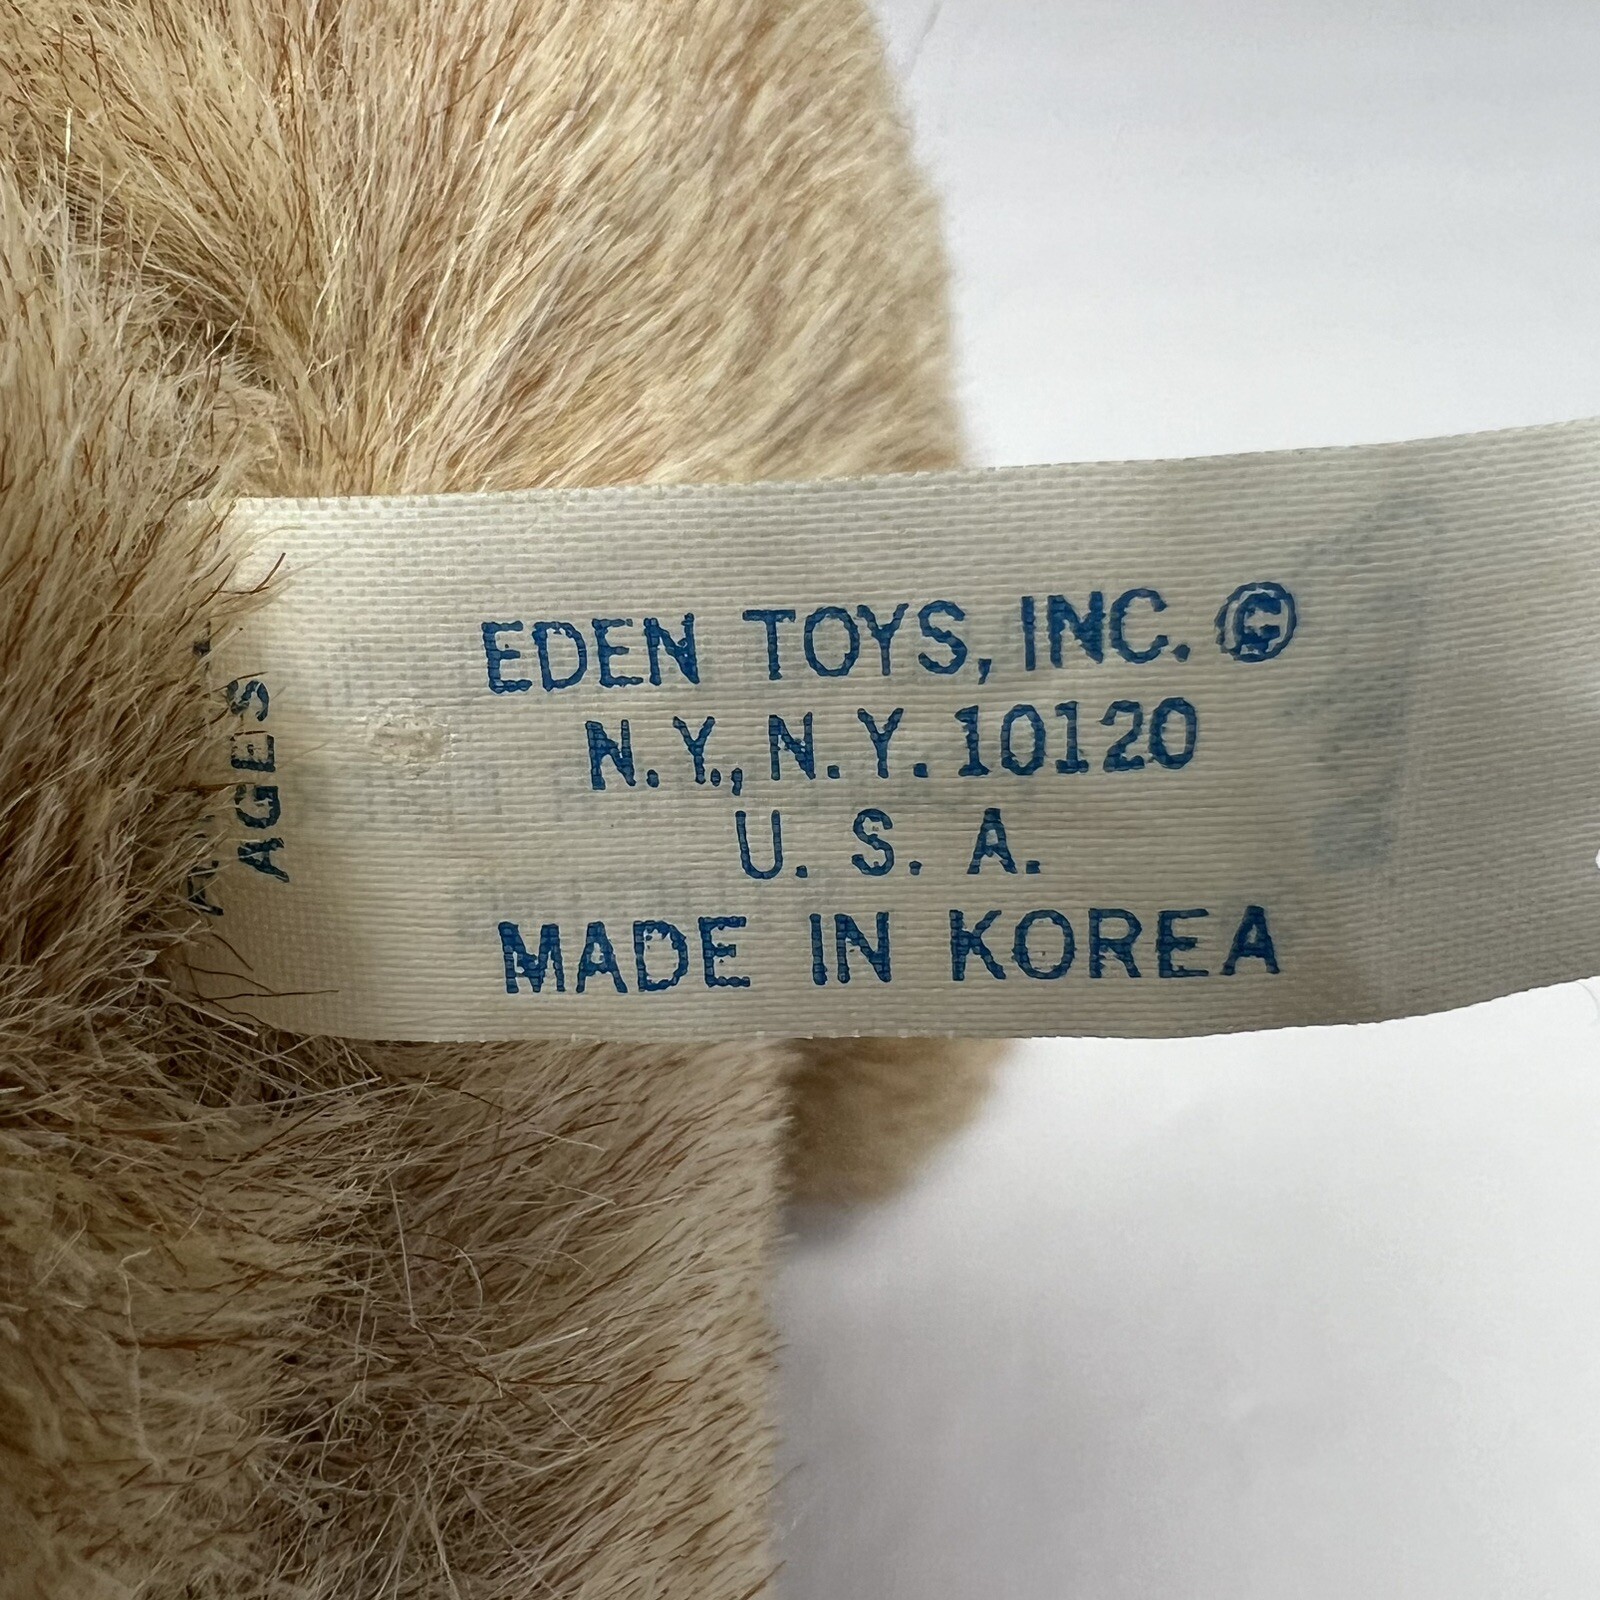 EDEN TOYS, INC. ©
N.Y., N.Y. 10120
U. S. A.
MADE IN KOREA
AGES